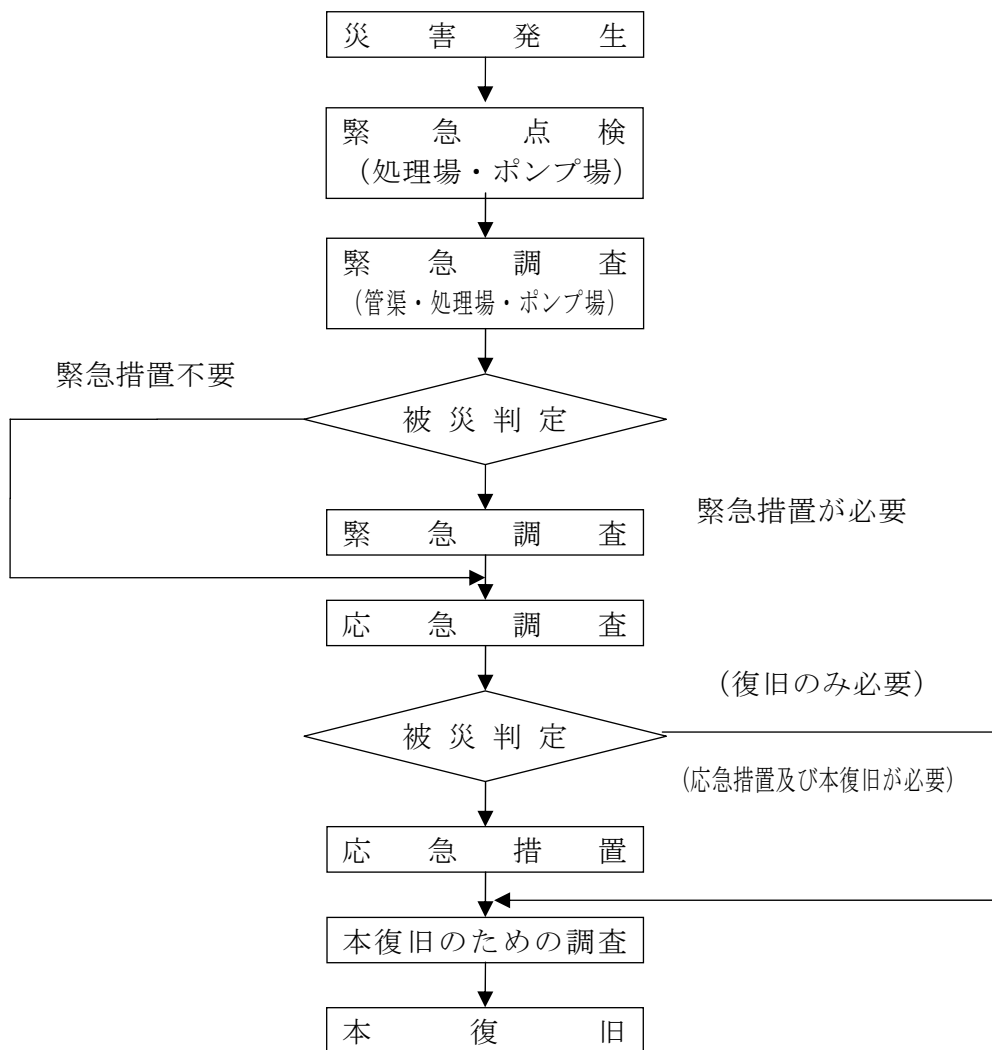 災害発生
緊急点検
（処理場・ポンプ場）
緊急調査
（管渠・処理場・ポンプ場）
緊急措置不要
被災判定
緊急措置が必要
緊急調査
応急調査
（復旧のみ必要）
被災判定
（応急措置及び本復旧が必要）
応急措置
本復旧のための調査
本復旧